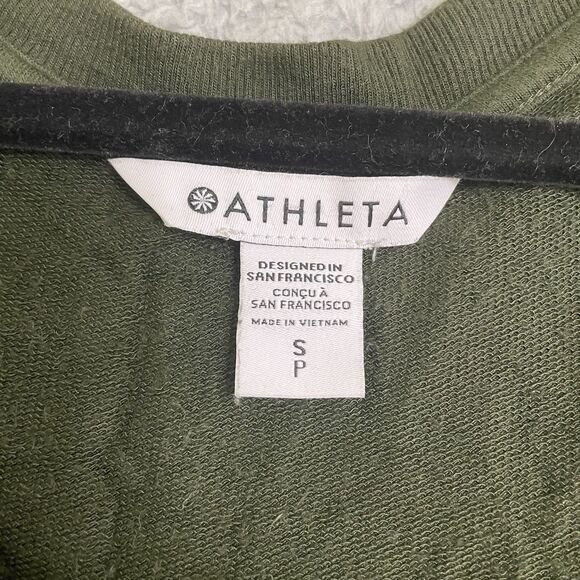 ATHLETA
DESIGNED IN
SAN FRANCISCO
CONÇU À
SAN FRANCISCO
MADE IN VIETNAM
S
P